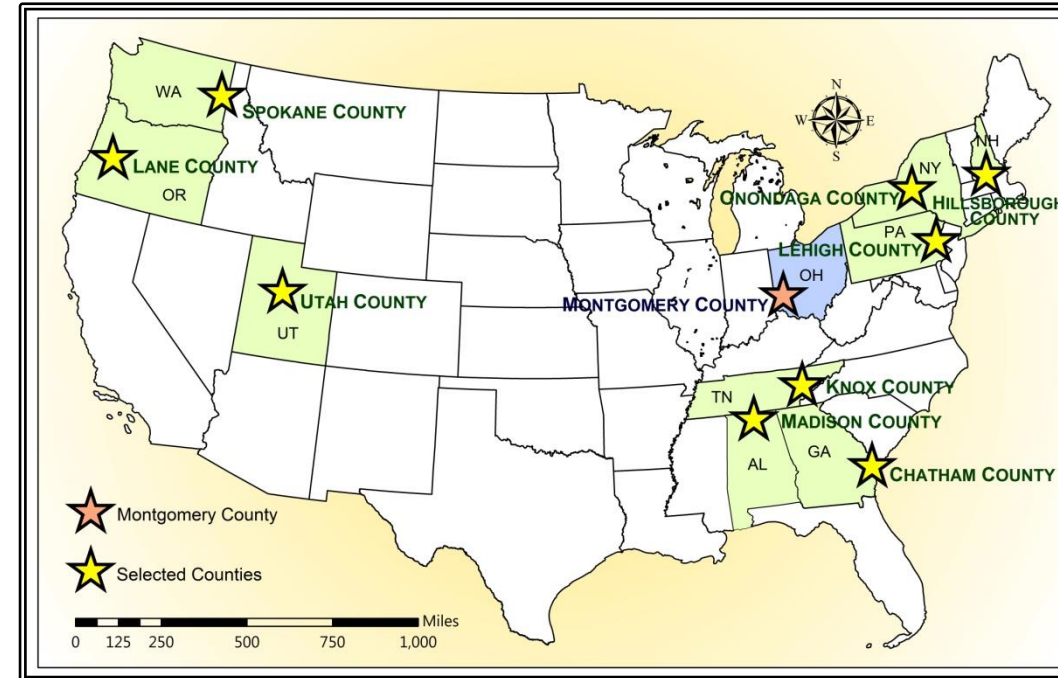 N
W
E
S
WA
SPOKANE COUNTY
LANE COUNTY
OR
NH
NY
ONONDAGA COUNTY
HILLSBOROUGH
COUNTY
PA
LEHIGH COUNTY
OH
UTAH COUNTY
MONTGOMERY COUNTY
UT
KNOX COUNTY
TN
MADISON COUNTY
GA
AL
CHATHAM COUNTY
Montgomery County
Selected Counties
Miles
0 125 250 500 750 1,000